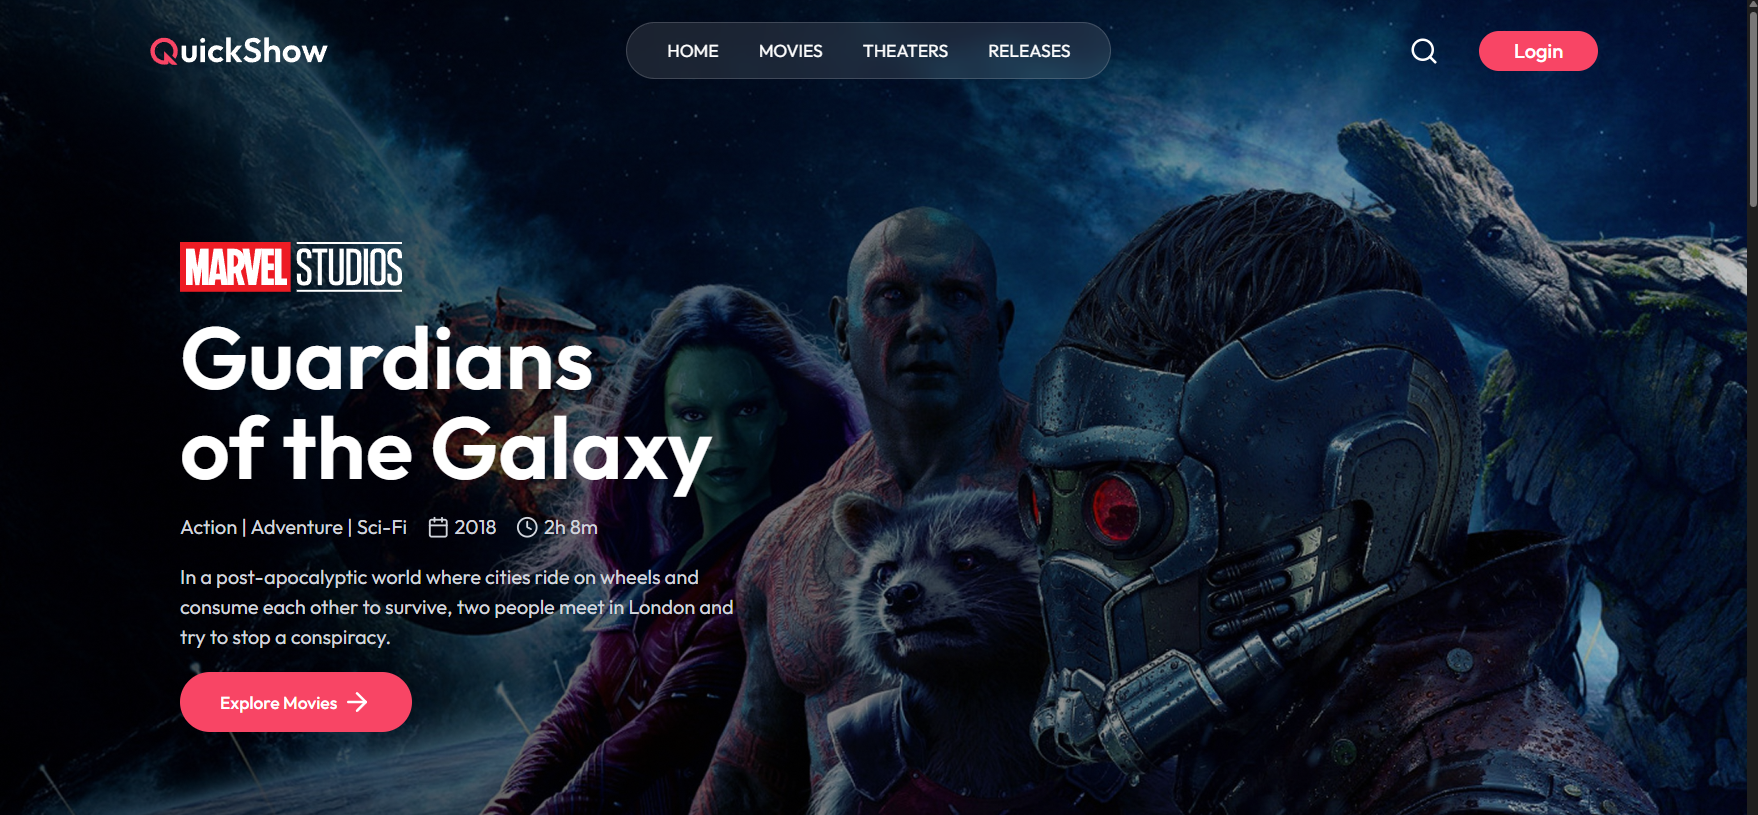 QuickShow
HOME MOVIES THEATERS RELEASES
Login
MARVEL STUDIOS
Guardians
of the Galaxy
Action | Adventure | Sci-Fi 2018 2h 8m
In a post-apocalyptic world where cities ride on wheels and
consume each other to survive, two people meet in London and
try to stop a conspiracy.
Explore Movies